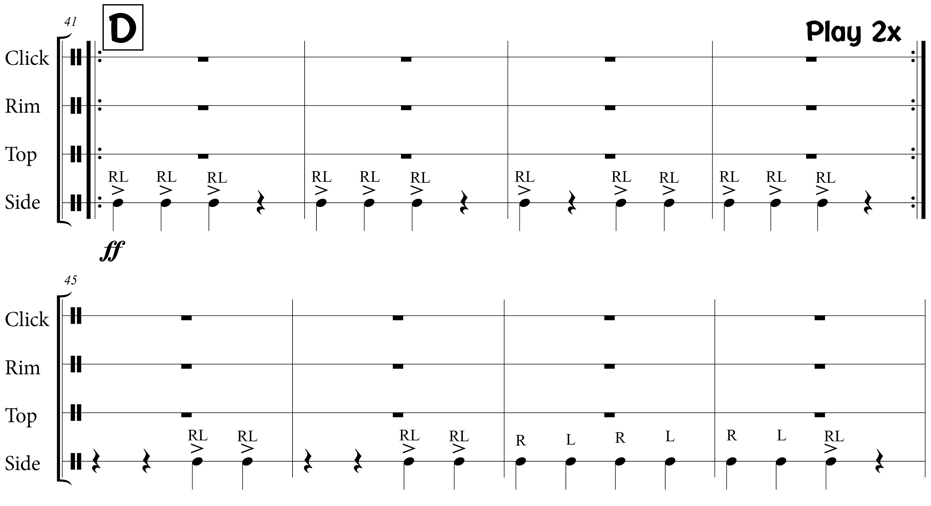 41 D Play 2x
Click
Rim
Top
RL RL RL RL RL RL RL RL RL RL RL RL
Side
ff
45
Click
Rim
Top
RL RL RL RL R L R L R L RL
Side